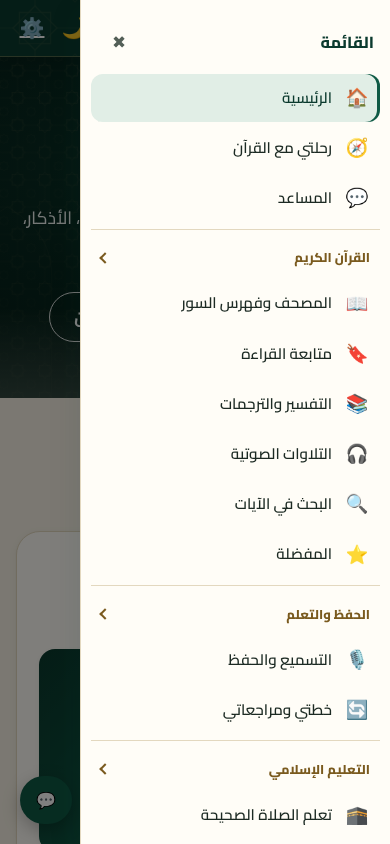 القائمة
الرئيسية
رحلتي مع القرآن
المساعد
القرآن الكريم
المصحف وفهرس السور
متابعة القراءة
التفسير والترجمات
التلاوات الصوتية
البحث في الآيات
المفضلة
الحفظ والتعلم
التسميع والحفظ
خطتي ومراجعاتي
التعليم الإسلامي
تعلم الصلاة الصحيحة
الأذكار،